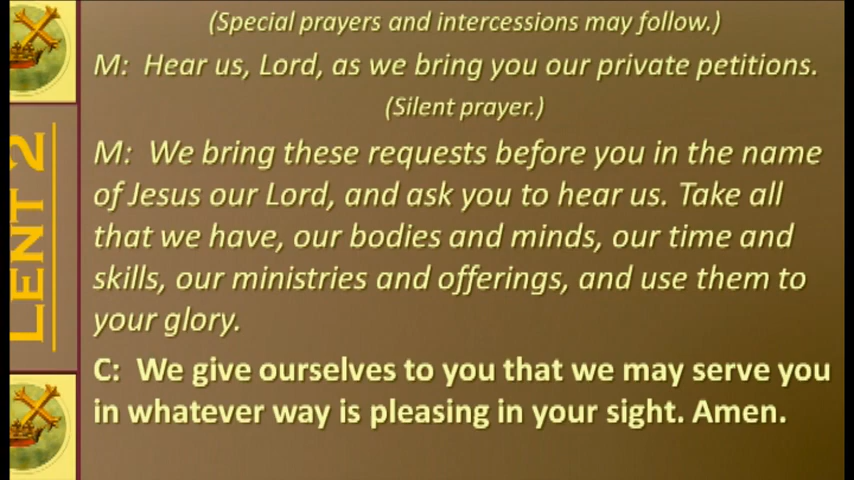 (Special prayers and intercessions may follow.)
M: Hear us, Lord, as we bring you our private petitions.
(Silent prayer.)
M: We bring these requests before you in the name
of Jesus our Lord, and ask you to hear us. Take all
that we have, our bodies and minds, our time and
skills, our ministries and offerings, and use them to
your glory.
C: We give ourselves to you that we may serve you
in whatever way is pleasing in your sight. Amen.
LENT 2